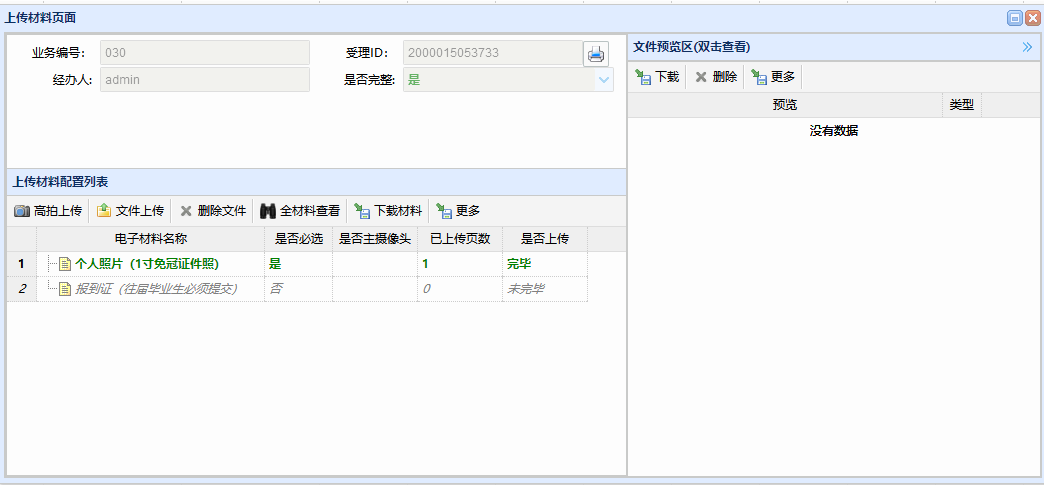 上传材料页面
业务编号: 030 受理ID: 2000015053733
经办人: admin 是否完整: 是
上传材料配置列表
高拍上传 文件上传 删除文件 全材料查看 下载材料 更多
电子材料名称 是否必选 是否主摄像头 已上传页数 是否上传
1 个人照片（1寸免冠证件照） 是 1 完毕
2 报到证（往届毕业生必须提交） 否 0 未完毕
文件预览区(双击查看)
下载 删除 更多
预览 类型
没有数据